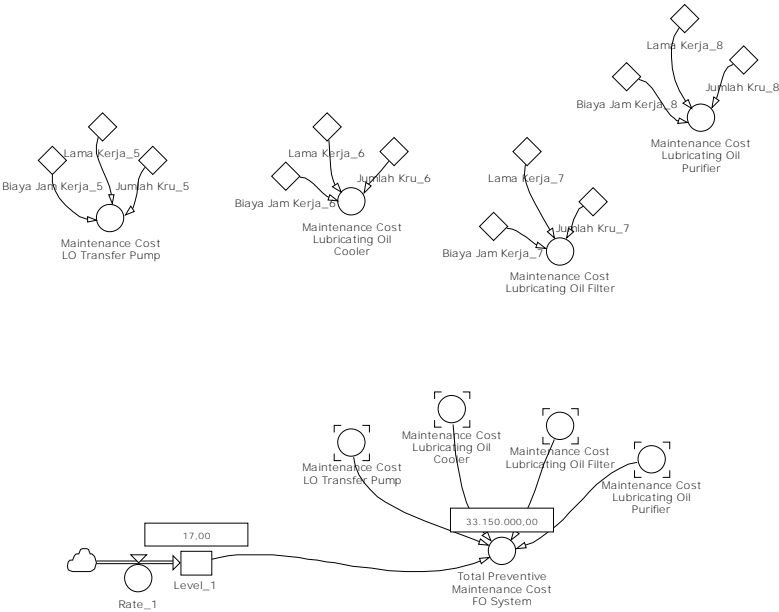 Lama Kerja_8
Jumlah Kru_8
Biaya Jam Kerja_8
Maintenance Cost
Lubricating Oil
Purifier
Lama Kerja_5
Biaya Jam Kerja_5
Jumlah Kru_5
Maintenance Cost
LO Transfer Pump
Lama Kerja_6
Jumlah Kru_6
Biaya Jam Kerja_6
Maintenance Cost
Lubricating Oil
Cooler
Lama Kerja_7
Jumlah Kru_7
Biaya Jam Kerja_7
Maintenance Cost
Lubricating Oil Filter
Maintenance Cost
LO Transfer Pump
Maintenance Cost
Lubricating Oil
Cooler
Maintenance Cost
Lubricating Oil Filter
Maintenance Cost
Lubricating Oil
Purifier
17,00
33.150.000,00
Rate_1
Level_1
Total Preventive
Maintenance Cost
FO System